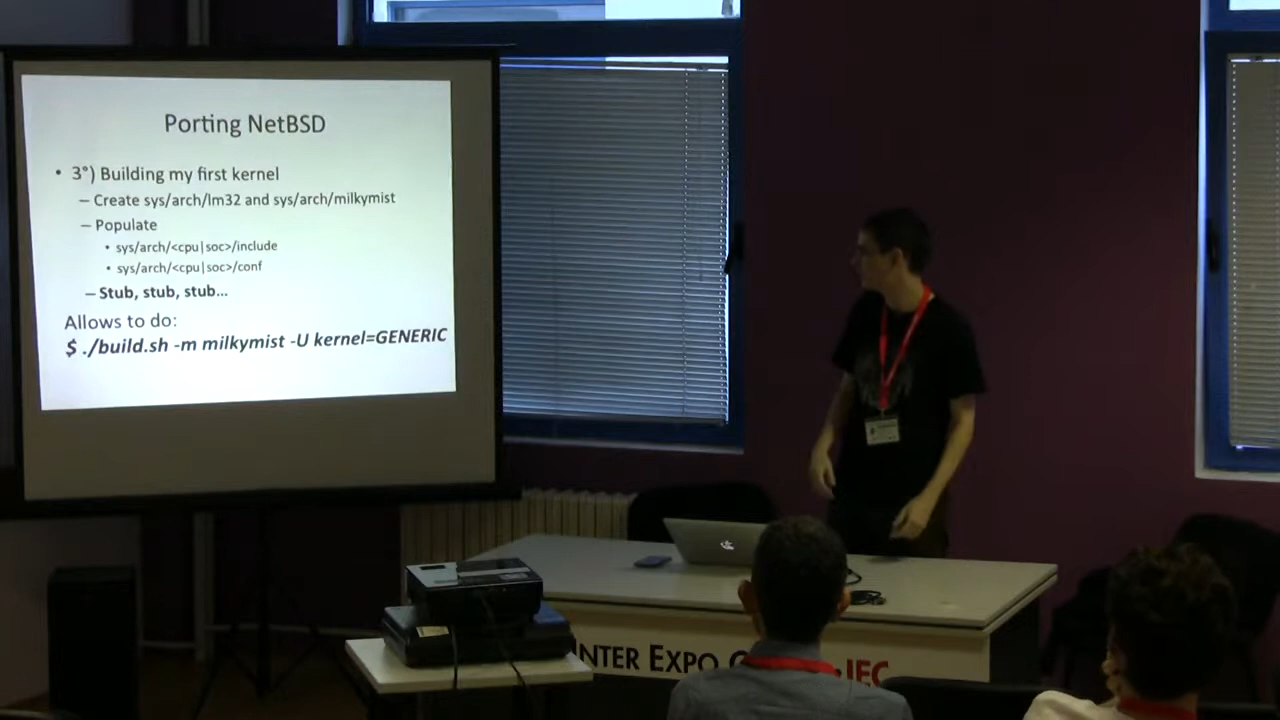 Porting NetBSD
• 3°) Building my first kernel
– Create sys/arch/lm32 and sys/arch/milkymist
– Populate
• sys/arch/<cpu|soc>/include
• sys/arch/<cpu|soc>/conf
– Stub, stub, stub...
Allows to do:
$ ./build.sh -m milkymist -U kernel=GENERIC
INTER EXPO IEC